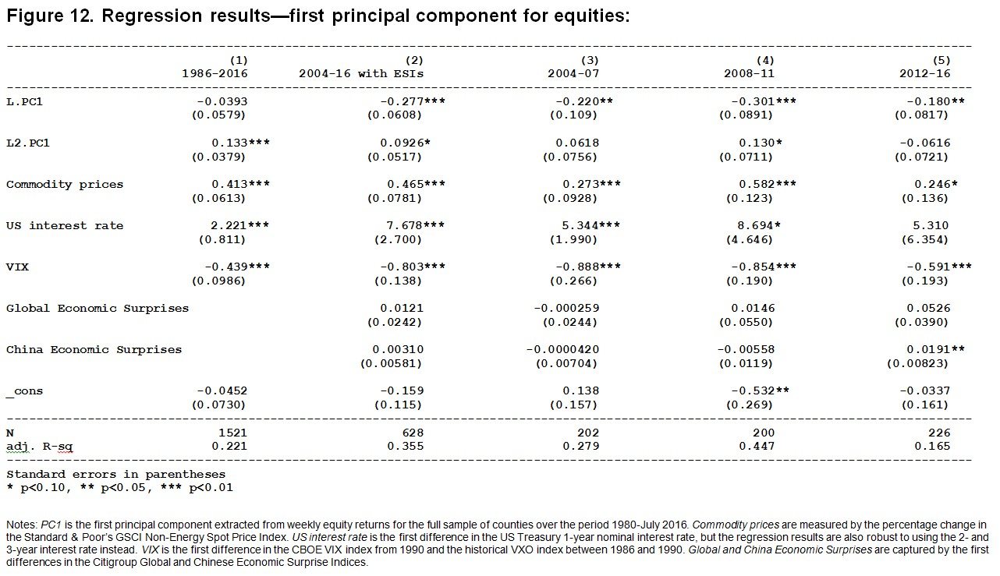 Figure 12. Regression results—first principal component for equities:
(1) (2) (3) (4) (5)
1986-2016 2004-16 with ESIs 2004-07 2008-11 2012-16
L.PC1 -0.0393 -0.277*** -0.220** -0.301*** -0.180**
(0.0579) (0.0608) (0.109) (0.0891) (0.0817)
L2.PC1 0.133*** 0.0926* 0.0618 0.130* -0.0616
(0.0379) (0.0517) (0.0756) (0.0711) (0.0721)
Commodity prices 0.413*** 0.465*** 0.273*** 0.582*** 0.246*
(0.0613) (0.0781) (0.0928) (0.123) (0.136)
US interest rate 2.221*** 7.678*** 5.344*** 8.694* 5.310
(0.811) (2.700) (1.990) (4.646) (6.354)
VIX -0.439*** -0.803*** -0.888*** -0.854*** -0.591***
(0.0986) (0.138) (0.266) (0.190) (0.193)
Global Economic Surprises 0.0121 -0.000259 0.0146 0.0526
(0.0242) (0.0244) (0.0550) (0.0390)
China Economic Surprises 0.00310 -0.0000420 -0.00558 0.0191**
(0.00581) (0.00704) (0.0119) (0.00823)
_cons -0.0452 -0.159 0.138 -0.532** -0.0337
(0.0730) (0.115) (0.157) (0.269) (0.161)
N 1521 628 202 200 226
adj. R-sq 0.221 0.355 0.279 0.447 0.165
Standard errors in parentheses
* p<0.10, ** p<0.05, *** p<0.01
Notes: PC1 is the first principal component extracted from weekly equity returns for the full sample of counties over the period 1980-July 2016. Commodity prices are measured by the percentage change in
the Standard & Poor's GSCI Non-Energy Spot Price Index. US interest rate is the first difference in the US Treasury 1-year nominal interest rate, but the regression results are also robust to using the 2- and
3-year interest rate instead. VIX is the first difference in the CBOE VIX index from 1990 and the historical VXO index between 1986 and 1990. Global and China Economic Surprises are captured by the first
differences in the Citigroup Global and Chinese Economic Surprise Indices.